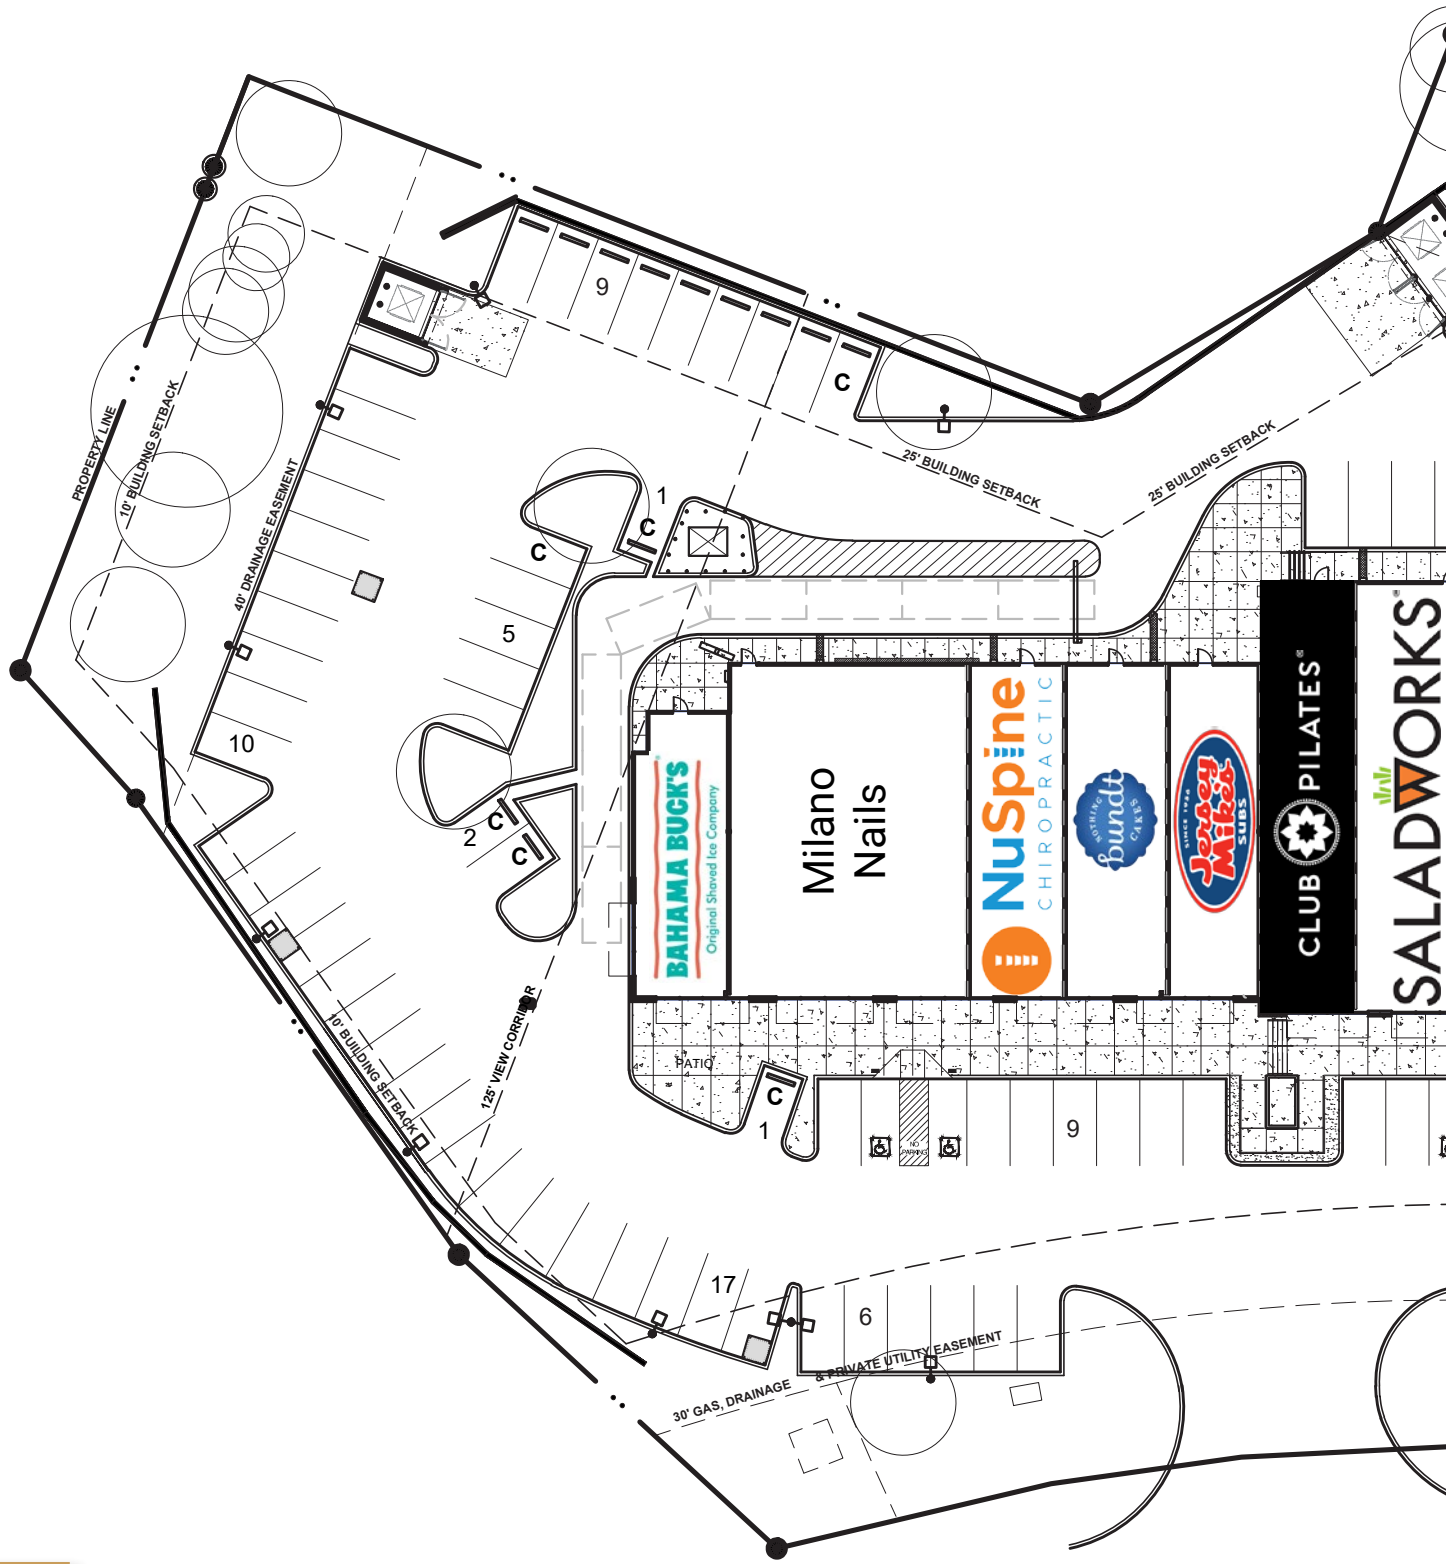 9
C
PROPERTY LINE
10' BUILDING SETBACK
40' DRAINAGE EASEMENT
25' BUILDING SETBACK
25' BUILDING SETBACK
1
C
C
5
10
2
C
C
BAHAMA BUCK'S®
Original Shaved Ice Company
Milano
Nails
NuSpine
CHIROPRACTIC
NOTHING
bundt
CAKES
SINCE 1956
Jersey
Mike's
SUBS
CLUB PILATES®
SALADWORKS®
10' BUILDING SETBACK
125' VIEW CORRIDOR
PATIO
C
1
NO
PARKING
9
17
6
30' GAS, DRAINAGE & PRIVATE UTILITY EASEMENT